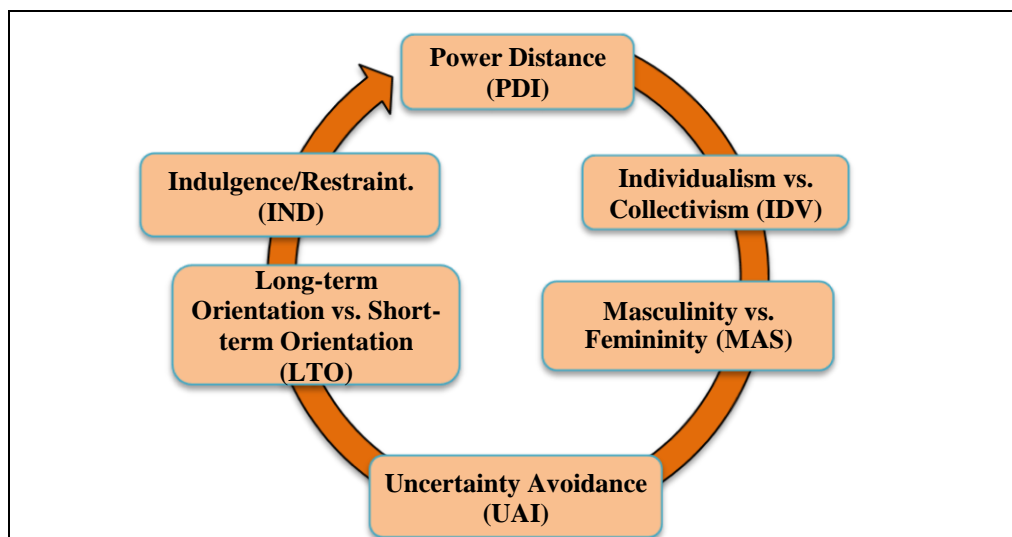 Power Distance
(PDI)
Individualism vs.
Collectivism (IDV)
Masculinity vs.
Femininity (MAS)
Uncertainty Avoidance
(UAI)
Long-term
Orientation vs. Short-
term Orientation
(LTO)
Indulgence/Restraint.
(IND)